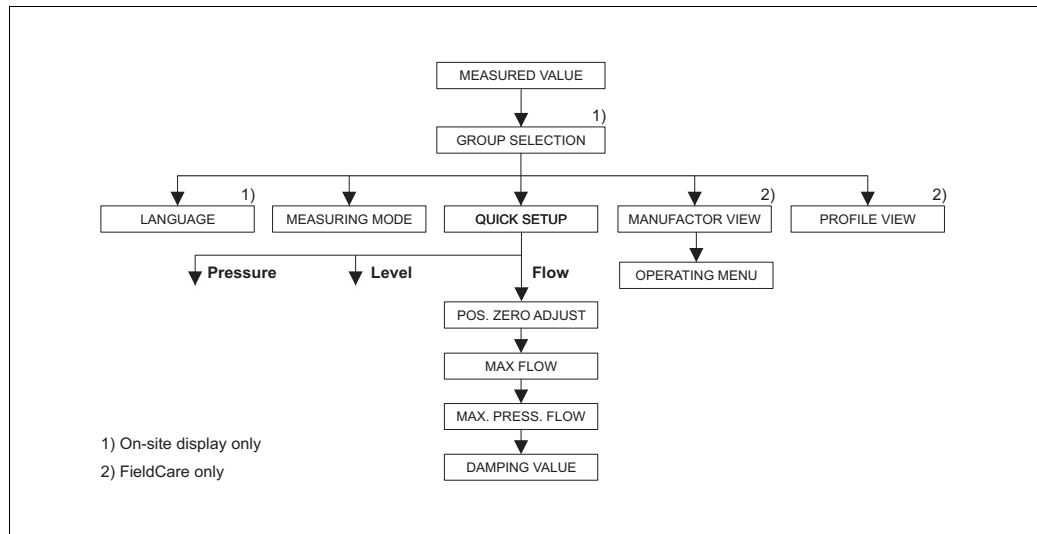 MEASURED VALUE
1)
GROUP SELECTION
1)
2)
2)
LANGUAGE
MEASURING MODE
QUICK SETUP
MANUFACTOR VIEW
PROFILE VIEW
Pressure
Level
Flow
OPERATING MENU
POS. ZERO ADJUST
MAX FLOW
MAX. PRESS. FLOW
DAMPING VALUE
1) On-site display only
2) FieldCare only